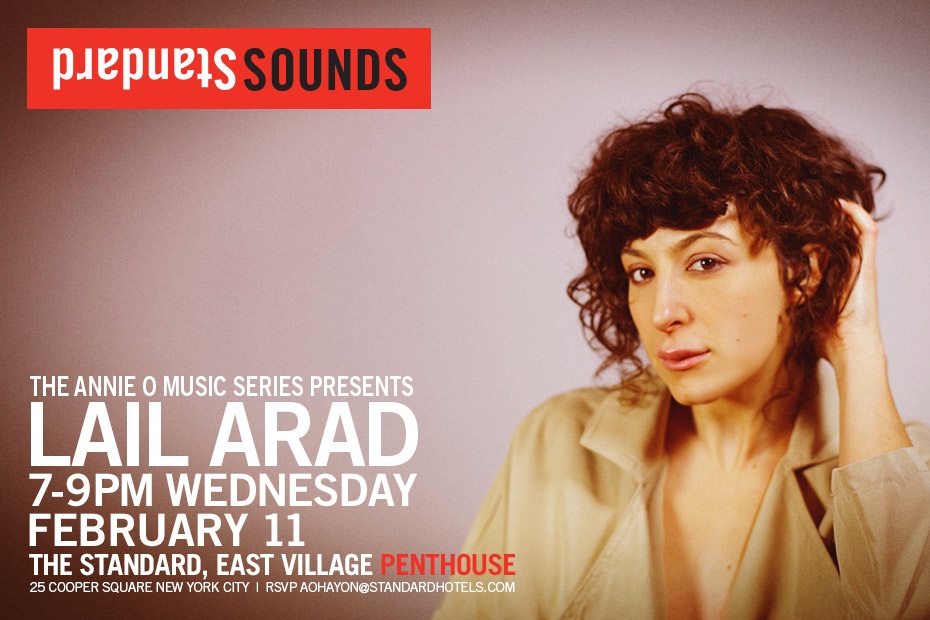 Standard SOUNDS
THE ANNIE O MUSIC SERIES PRESENTS
LAIL ARAD
7-9PM WEDNESDAY
FEBRUARY 11
THE STANDARD, EAST VILLAGE PENTHOUSE
25 COOPER SQUARE NEW YORK CITY | RSVP AOHAYON@STANDARDHOTELS.COM